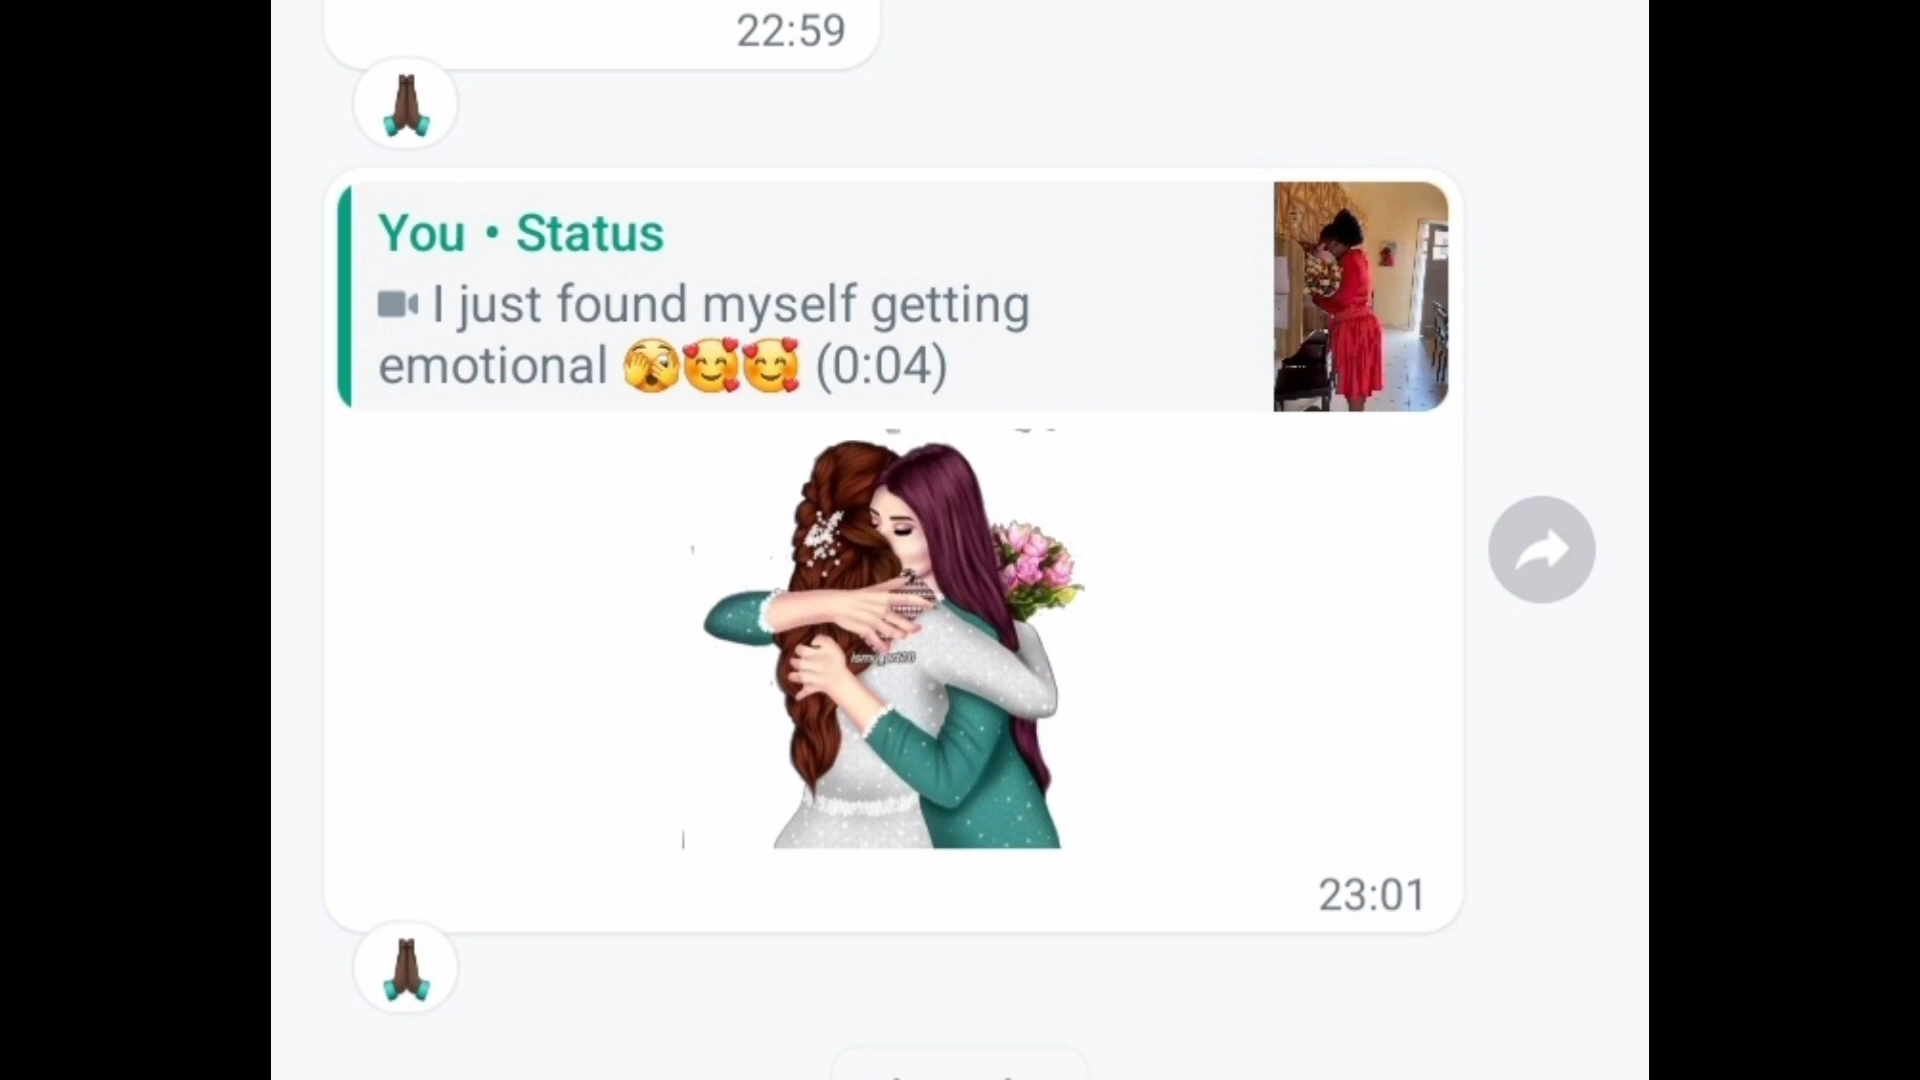 22:59
🙏🏿
You • Status
I just found myself getting
emotional 🫣🥰🥰 (0:04)
23:01
🙏🏿